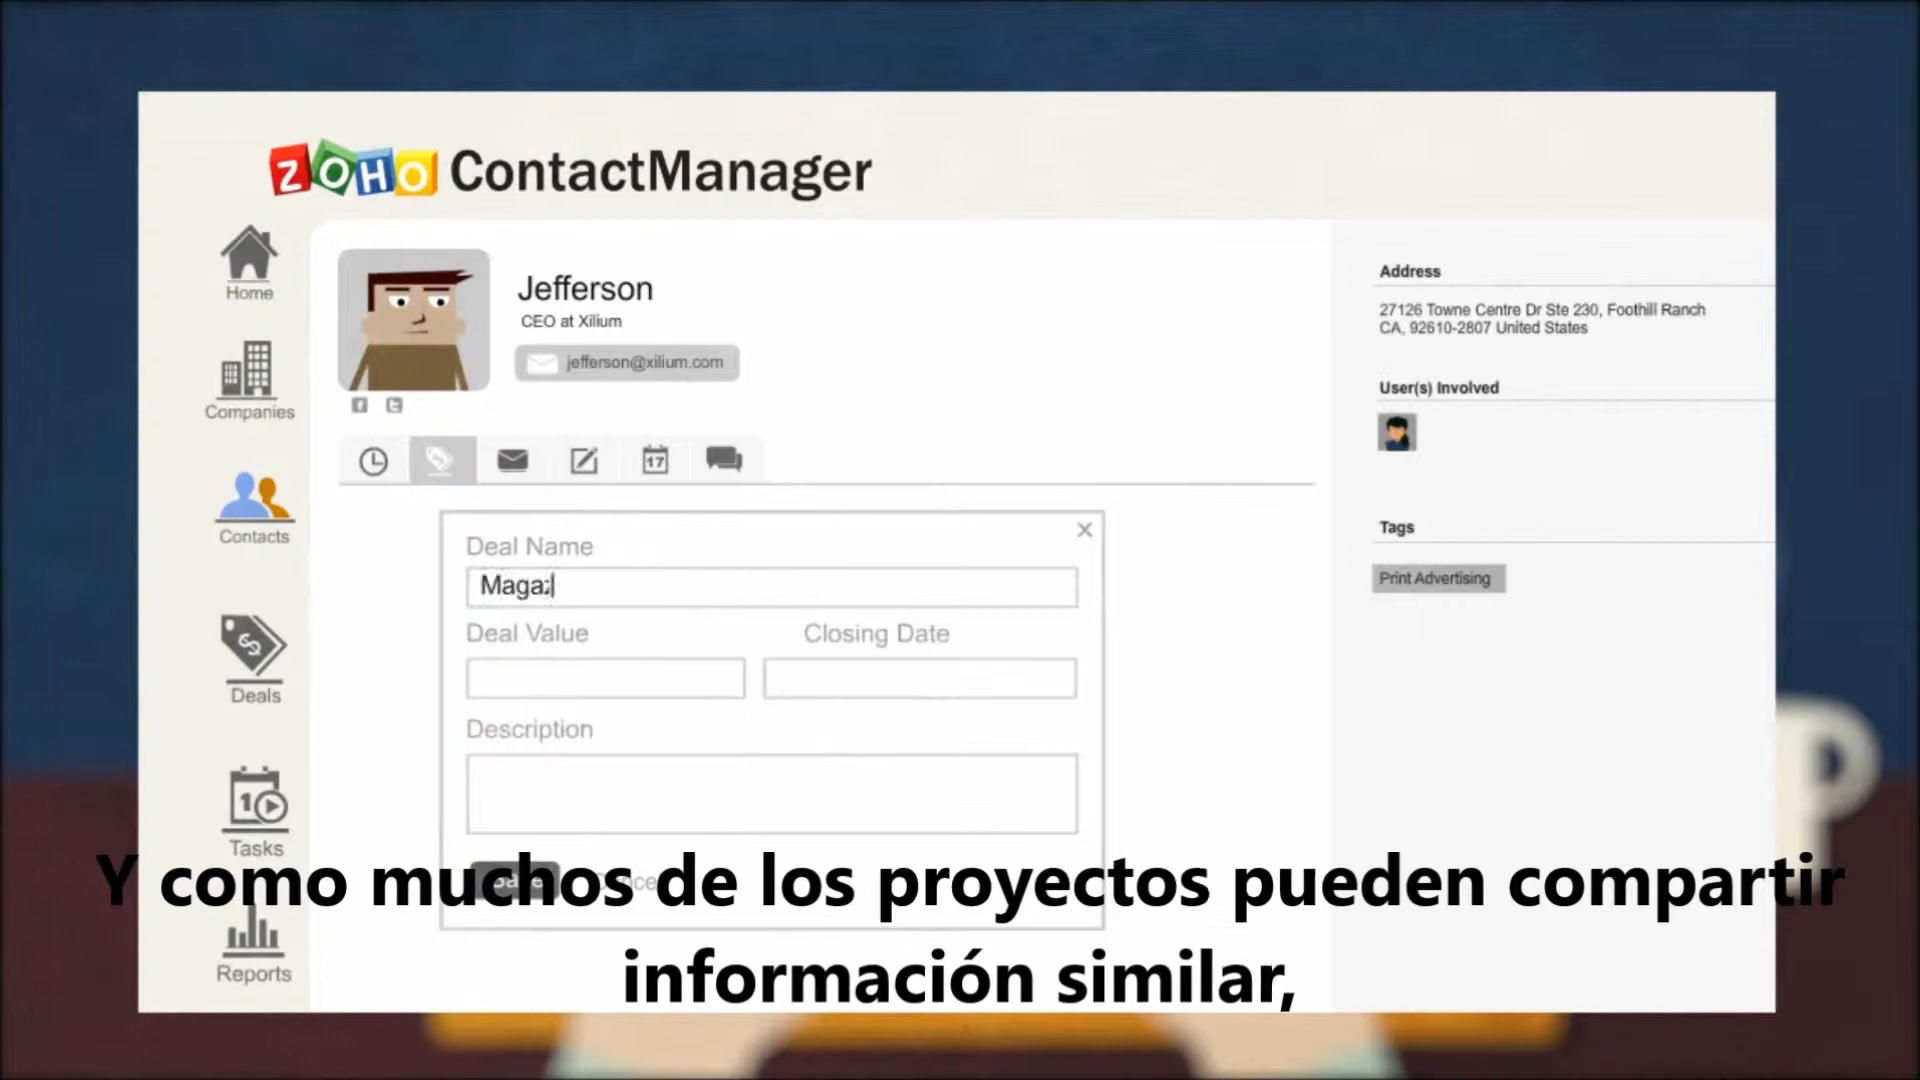 ZOHO ContactManager
Home
Companies
Contacts
Deals
Tasks
Reports
Jefferson
CEO at Xilium
jefferson@xilium.com
17
Deal Name
Magaz
Deal Value
Closing Date
Description
Address
27126 Towne Centre Dr Ste 230, Foothill Ranch
CA, 92610-2807 United States
User(s) Involved
Tags
Print Advertising
Y como muchos de los proyectos pueden compartir
información similar,